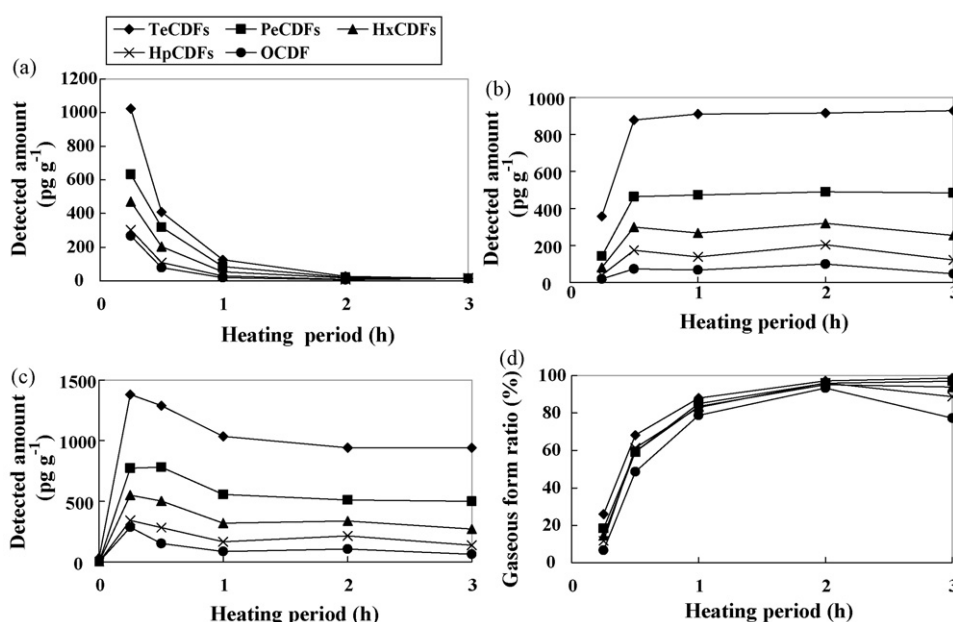 TeCDFs PeCDFs HxCDFs
HpCDFs OCDF
(a)
1200
1000
800
600
400
200
0
Detected amount
(pg g⁻¹)
0 1 2 3
Heating period (h)
(b)
1000
800
600
400
200
0
Detected amount
(pg g⁻¹)
0 1 2 3
Heating period (h)
(c)
1500
1000
500
0
Detected amount
(pg g⁻¹)
0 1 2 3
Heating period (h)
(d)
100
80
60
40
20
0
Gaseous form ratio (%)
0 1 2 3
Heating period (h)